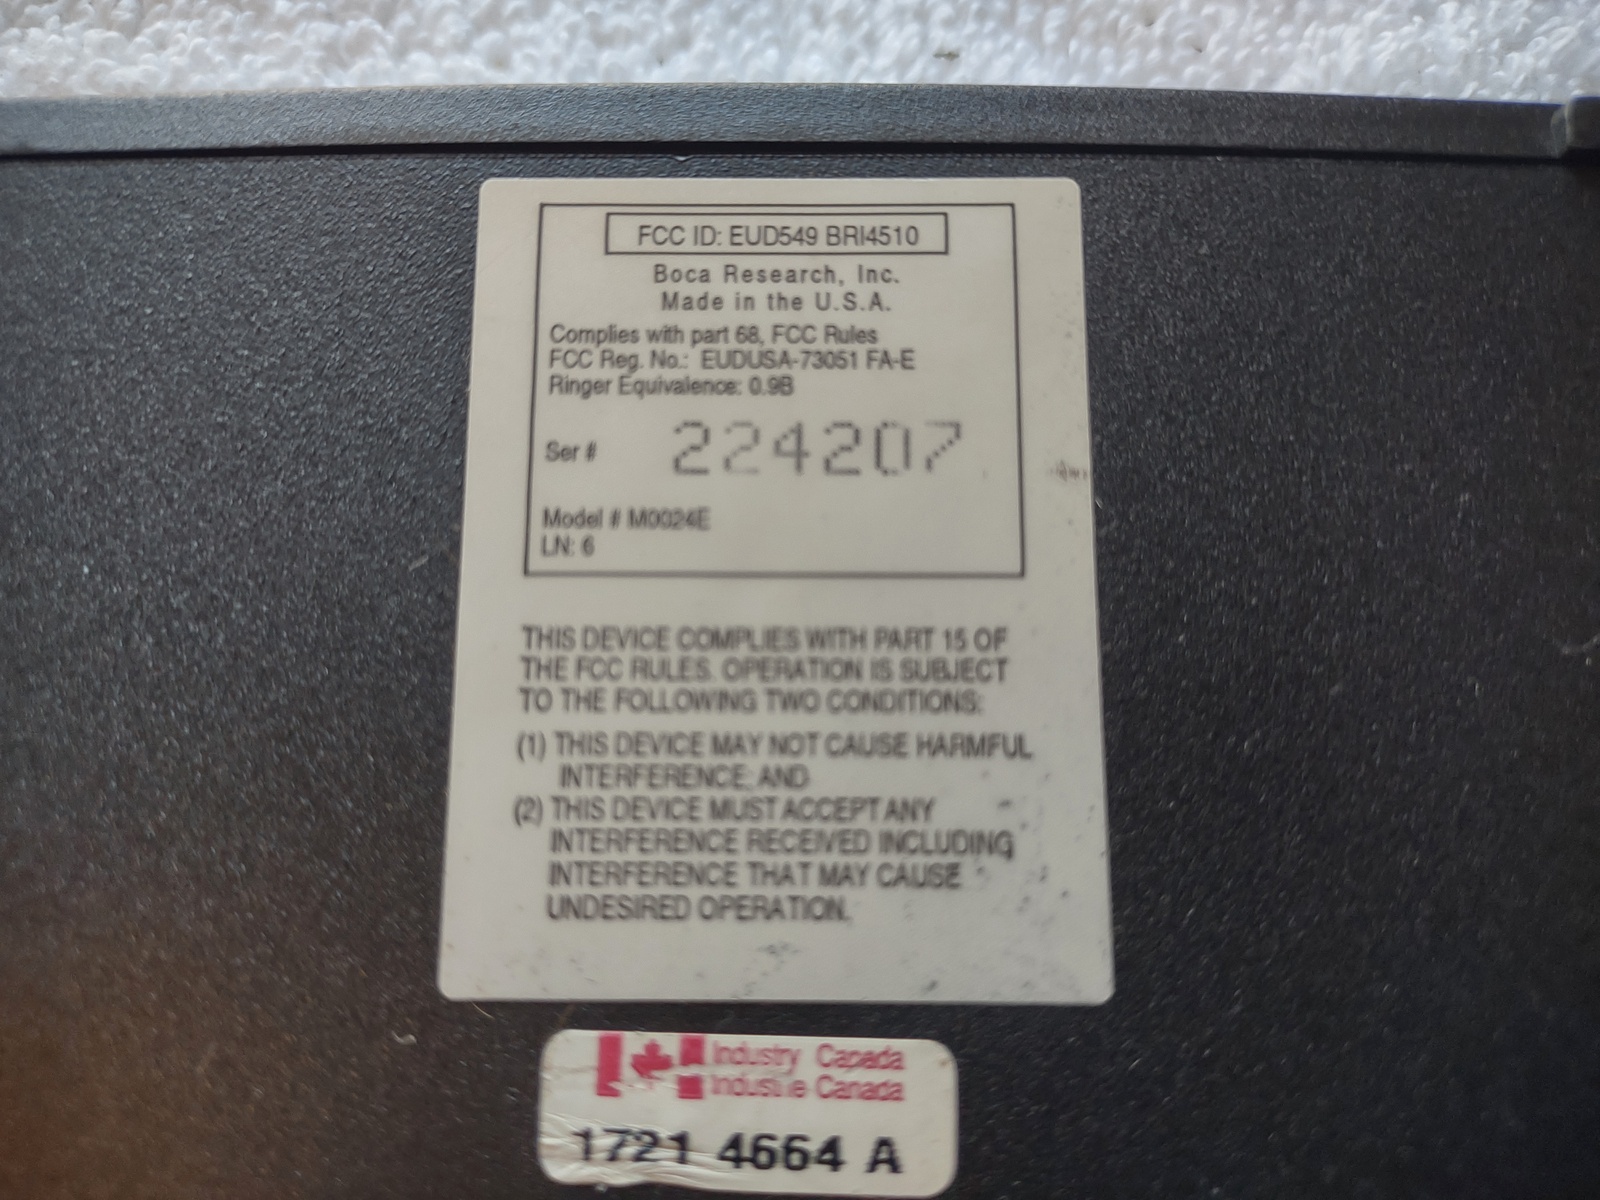 FCC ID: EUD549 BRI4510
Boca Research, Inc.
Made in the U.S.A.
Complies with part 68, FCC Rules
FCC Reg. No.: EUDUSA-73051 FA-E
Ringer Equivalence: 0.9B
Ser # 224207
Model # M0024E
LN: 6
THIS DEVICE COMPLIES WITH PART 15 OF
THE FCC RULES. OPERATION IS SUBJECT
TO THE FOLLOWING TWO CONDITIONS:
(1) THIS DEVICE MAY NOT CAUSE HARMFUL
INTERFERENCE, AND
(2) THIS DEVICE MUST ACCEPT ANY
INTERFERENCE RECEIVED INCLUDING
INTERFERENCE THAT MAY CAUSE
UNDESIRED OPERATION.
Industry Canada
Industrie Canada
1721 4664 A